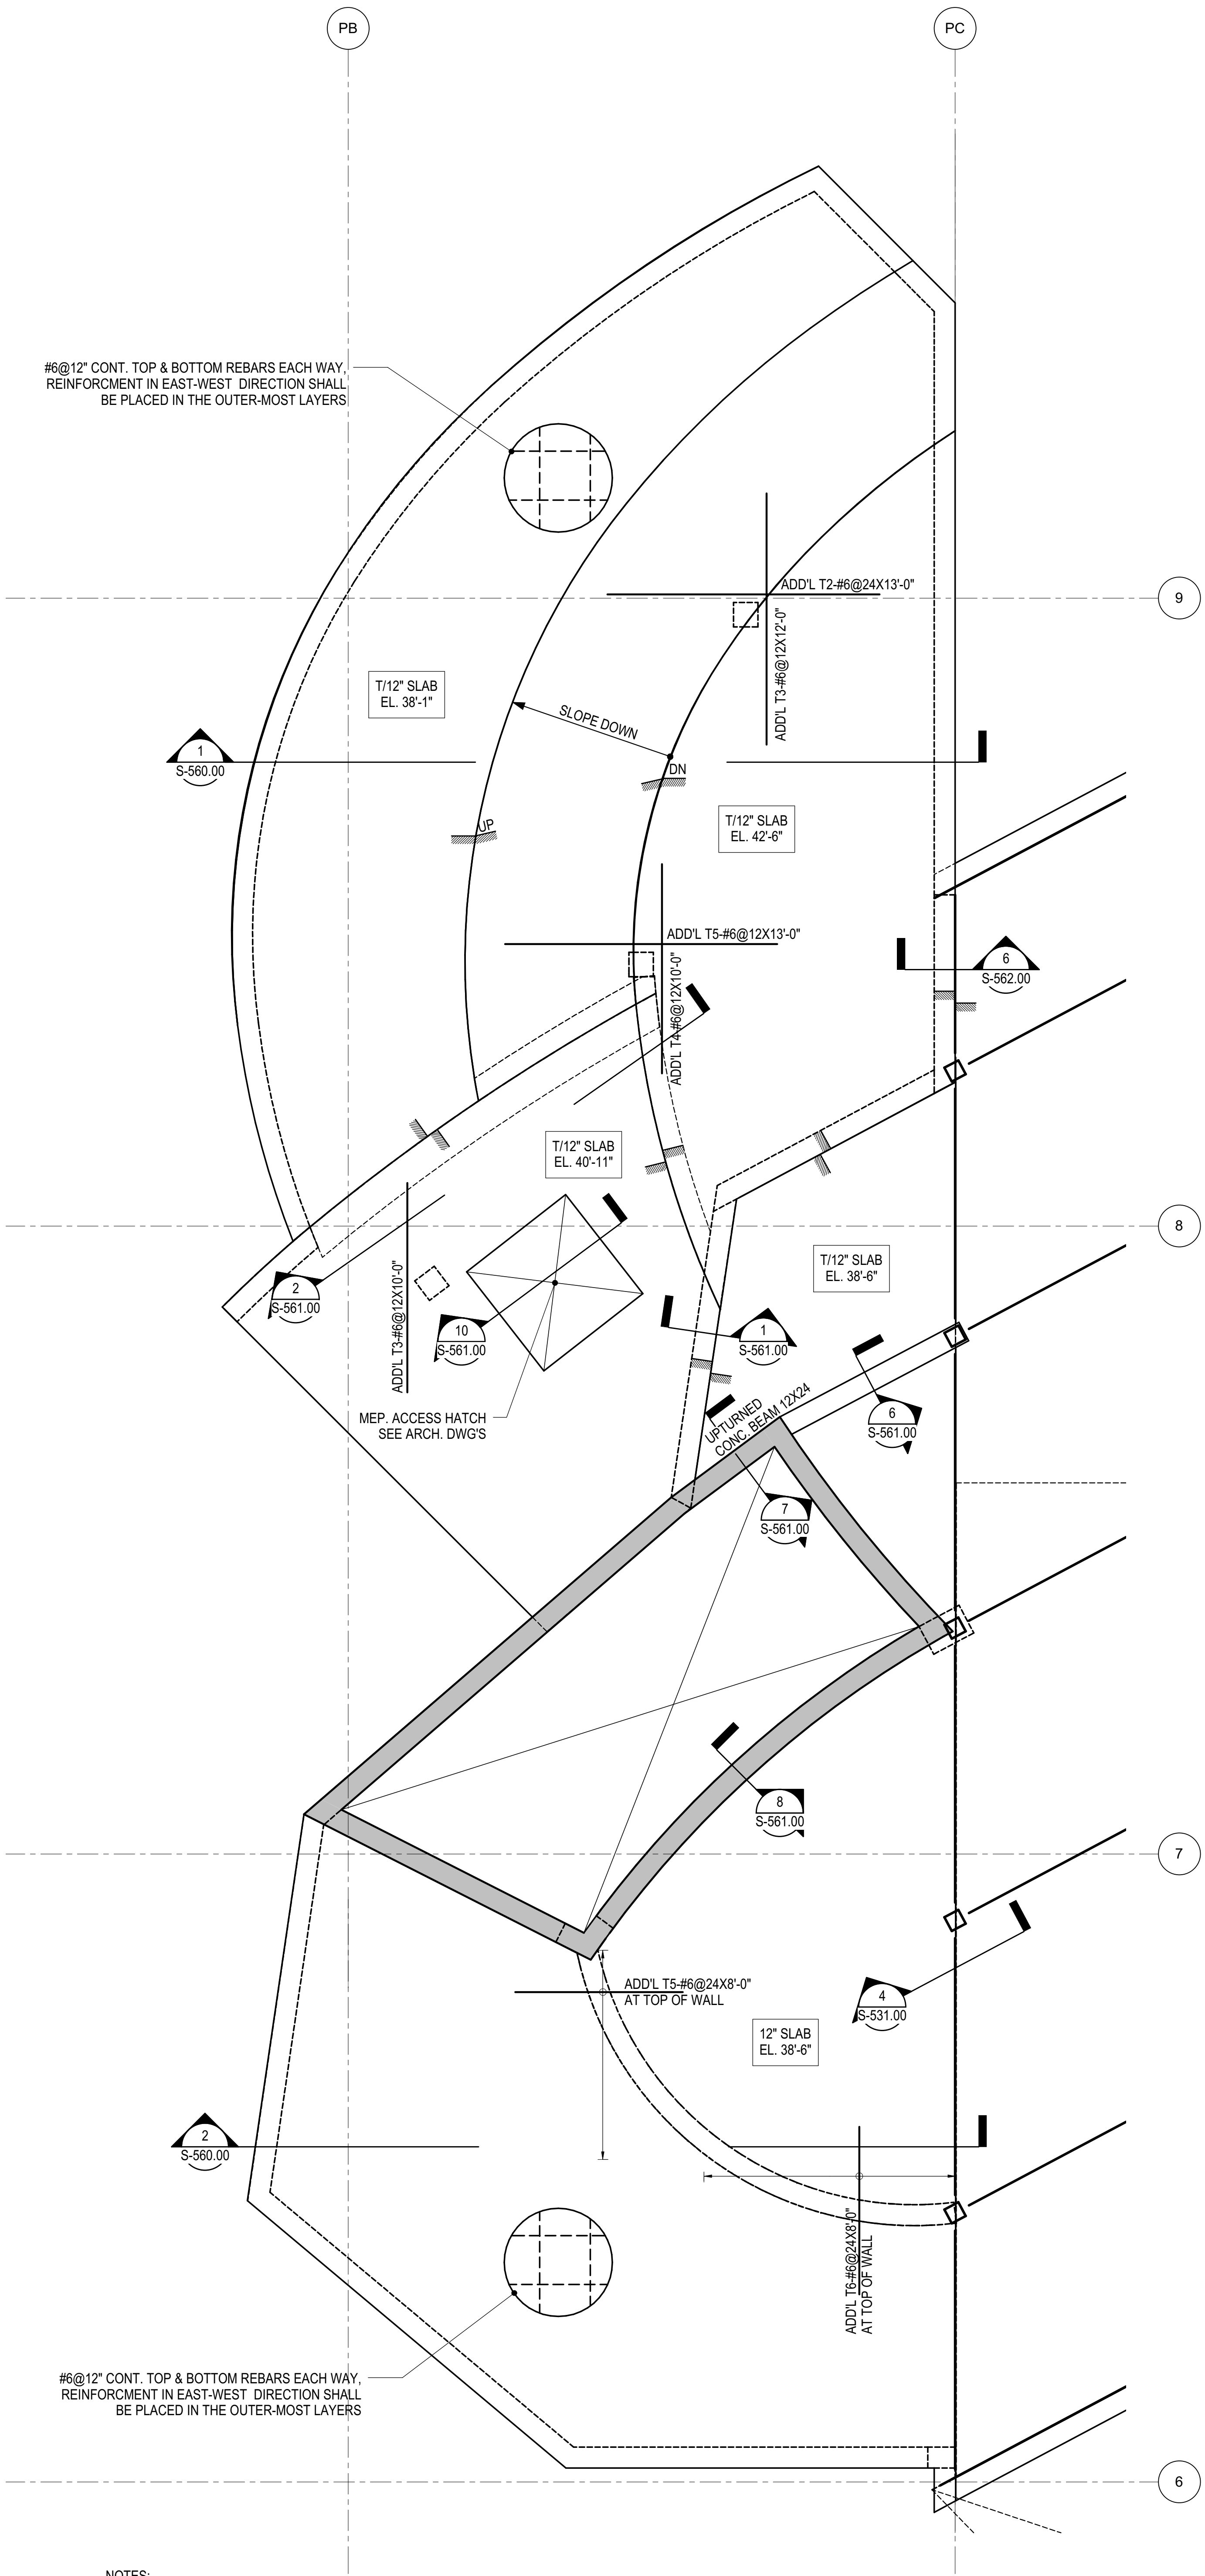 PB
PC
#6@12" CONT. TOP & BOTTOM REBARS EACH WAY,
REINFORCMENT IN EAST-WEST DIRECTION SHALL
BE PLACED IN THE OUTER-MOST LAYERS
ADD'L T2-#6@24X13'-0"
9
ADD'L T3-#6@12X12'-0"
T/12" SLAB
EL. 38'-1"
SLOPE DOWN
1
S-560.00
DN
T/12" SLAB
EL. 42'-6"
UP
ADD'L T5-#6@12X13'-0"
6
S-562.00
ADD'L T4-#6@12X10'-0"
T/12" SLAB
EL. 40'-11"
8
T/12" SLAB
EL. 38'-6"
2
S-561.00
ADD'L T3-#6@12X10'-0"
10
S-561.00
1
S-561.00
MEP. ACCESS HATCH
SEE ARCH. DWG'S
UPTURNED
CONC. BEAM 12X24
6
S-561.00
7
S-561.00
8
S-561.00
7
ADD'L T5-#6@24X8'-0"
AT TOP OF WALL
4
S-531.00
12" SLAB
EL. 38'-6"
2
S-560.00
ADD'L T6-#6@24X8'-0"
AT TOP OF WALL
#6@12" CONT. TOP & BOTTOM REBARS EACH WAY,
REINFORCMENT IN EAST-WEST DIRECTION SHALL
BE PLACED IN THE OUTER-MOST LAYERS
6
NOTES: